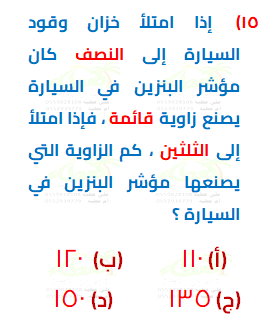 ١٥) إذا امتلأ خزان وقود
السيارة إلى النصف كان
مؤشر البنزين في السيارة
يصنع زاوية قائمة ، فإذا امتلأ
إلى الثلثين ، كم الزاوية التي
يصنعها مؤشر البنزين في
السيارة ؟
(أ) ١١٠ (ب) ١٢٠
(ج) ١٣٥ (د) ١٥٠